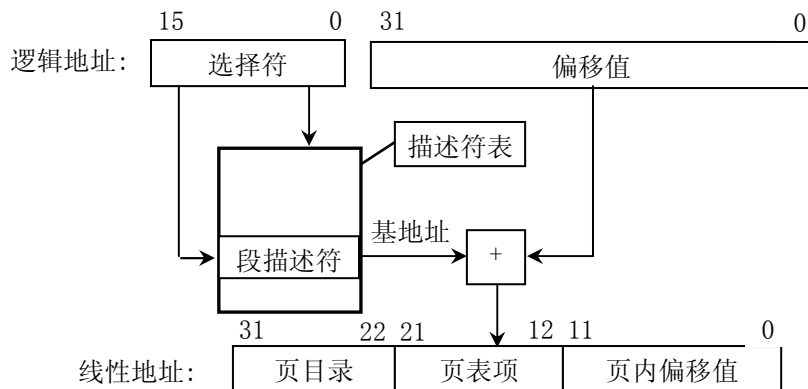 15 0 31 0
逻辑地址: 选择符 偏移值
描述符表
基地址
段描述符 +
31 22 21 12 11 0
线性地址: 页目录 页表项 页内偏移值